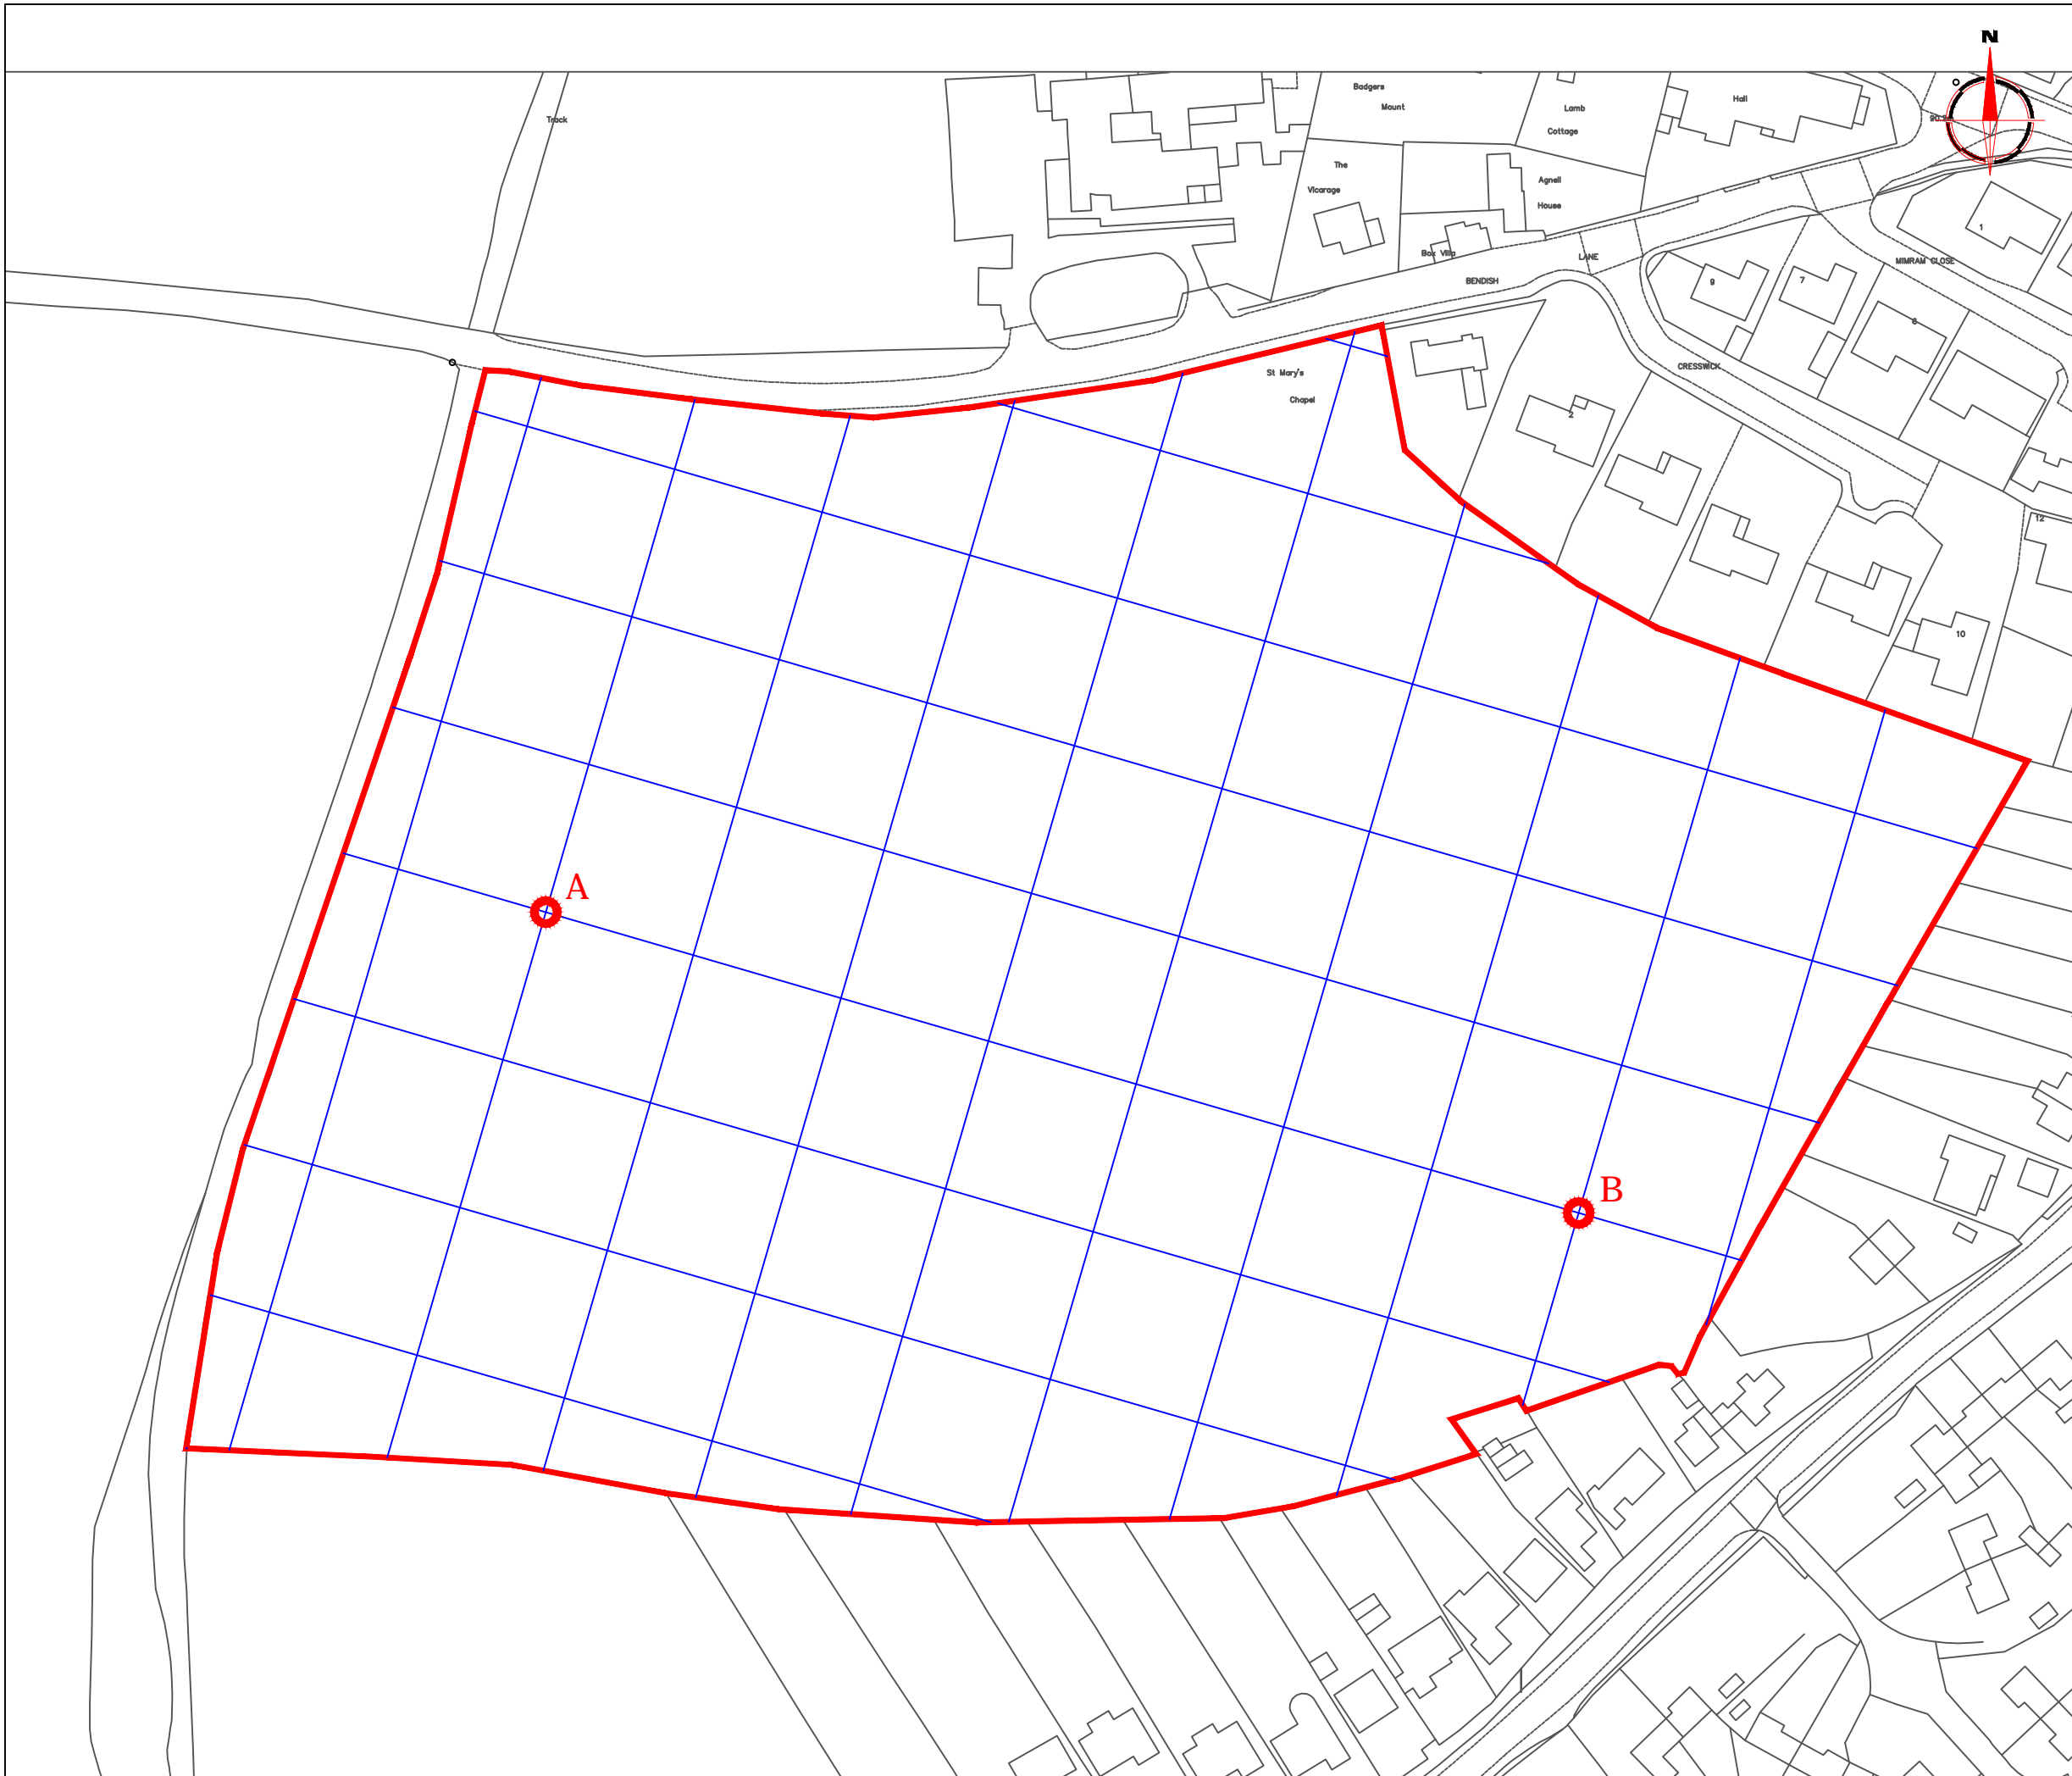 N
Badgers
Mount
Lamb
Cottage
Hall
Track
The
Vicarage
Agnell
House
Box Villa
LANE
BENDISH
MIMRAM CLOSE
1
9
7
6
CRESSWICK
St Mary's
Chapel
2
12
10
A
B